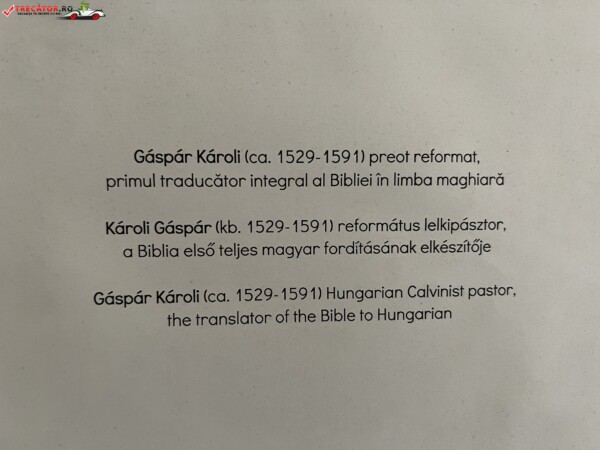 TRECĂTOR.RO
Gáspár Károli (ca. 1529-1591) preot reformat,
primul traducător integral al Bibliei în limba maghiară
Károli Gáspár (kb. 1529-1591) református lelkipásztor,
a Biblia első teljes magyar fordításának elkészítője
Gáspár Károli (ca. 1529-1591) Hungarian Calvinist pastor,
the translator of the Bible to Hungarian